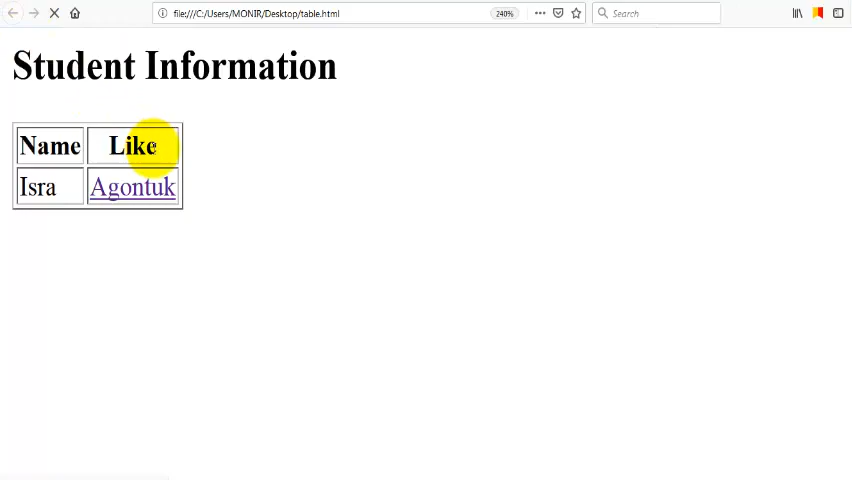 file:///C:/Users/MONIR/Desktop/table.html
240%
Search
Student Information
Name Like
Isra Agontuk